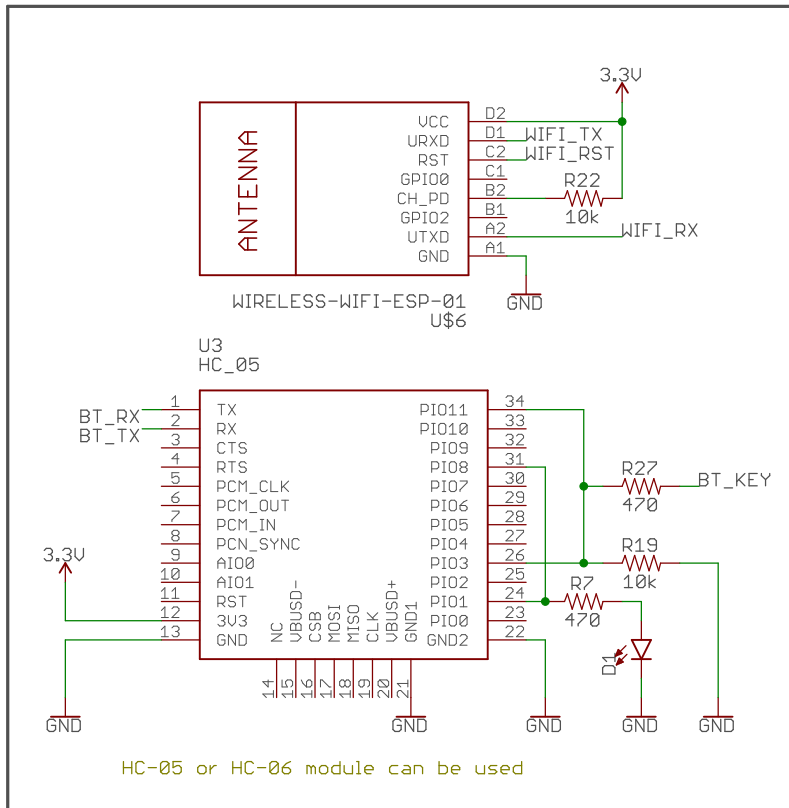 3.3V
ANTENNA
VCC D2
URXD D1 WIFI_TX
RST C2 WIFI_RST
GPIO0 C1
CH_PD B2 R22 10k
GPIO2 B1
UTXD A2 WIFI_RX
GND A1
GND
WIRELESS-WIFI-ESP-01
U$6
U3
HC_05
BT_RX 1 TX PIO11 34
BT_TX 2 RX PIO10 33
3 CTS PIO9 32
4 RTS PIO8 31
5 PCM_CLK PIO7 30
R27 470 BT_KEY
6 PCM_OUT PIO6 29
7 PCM_IN PIO5 28
8 PCN_SYNC PIO4 27
3.3V
9 AIO0 PIO3 26 R19 10k
10 AIO1 PIO2 25
11 RST PIO1 24 R7 470
12 3V3 PIO0 23
13 GND GND2 22
NC VBUSD- CSB MOSI MISO CLK VBUSD+ GND1
14 15 16 17 18 19 20 21
D1
GND GND GND GND GND
HC-05 or HC-06 module can be used